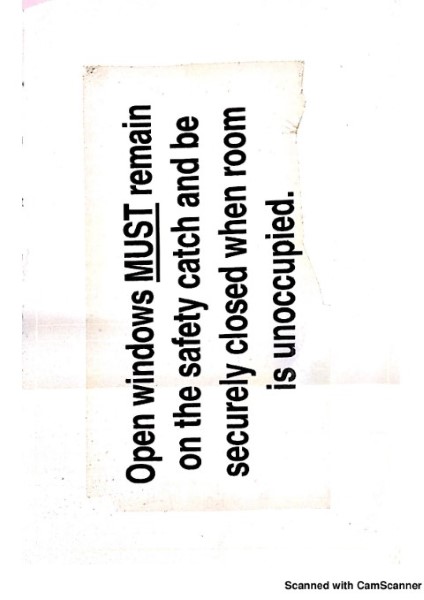 Open windows MUST remain
on the safety catch and be
securely closed when room
is unoccupied.
Scanned with CamScanner